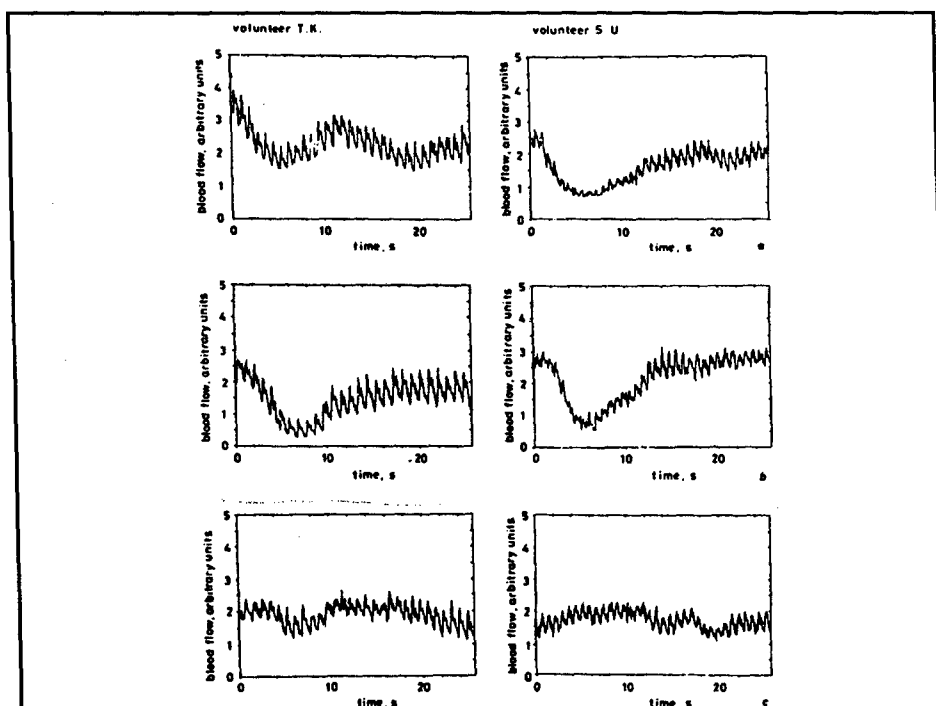 volunteer T.K. volunteer S U
5 5
4 4
3 3
2 2
1 1
0 0
blood flow, arbitrary units blood flow, arbitrary units
0 10 20 0 10 20
time, s time, s a
5 5
4 4
3 3
2 2
1 1
0 0
blood flow, arbitrary units blood flow, arbitrary units
0 10 20 0 10 20
time, s time, s b
5 5
4 4
3 3
2 2
1 1
0 0
blood flow, arbitrary units blood flow, arbitrary units
0 10 20 0 10 20
time, s time, s c